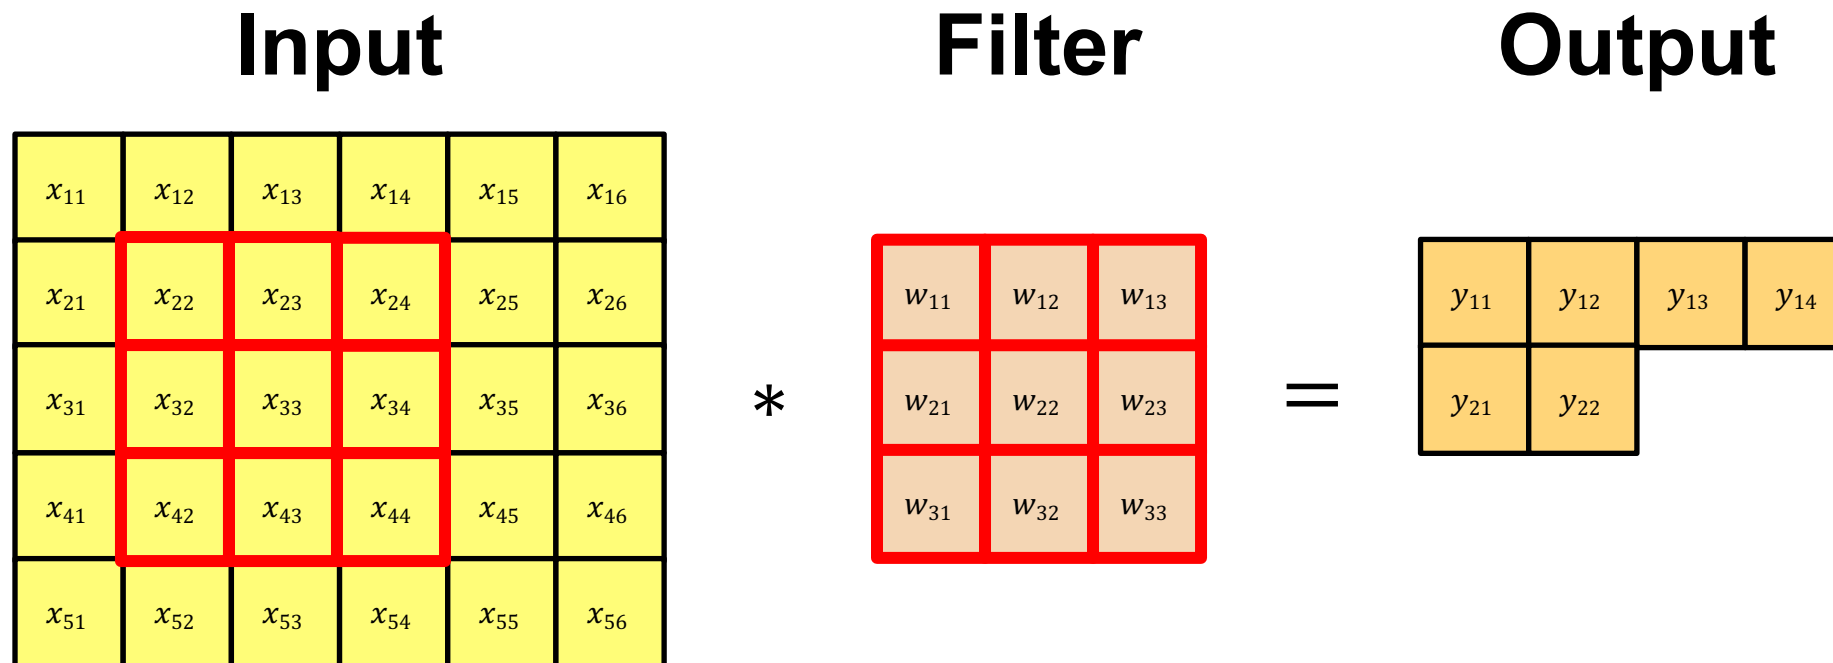 Input Filter Output
x₁₁ x₁₂ x₁₃ x₁₄ x₁₅ x₁₆
x₂₁ x₂₂ x₂₃ x₂₄ x₂₅ x₂₆ w₁₁ w₁₂ w₁₃ y₁₁ y₁₂ y₁₃ y₁₄
x₃₁ x₃₂ x₃₃ x₃₄ x₃₅ x₃₆ * w₂₁ w₂₂ w₂₃ = y₂₁ y₂₂
x₄₁ x₄₂ x₄₃ x₄₄ x₄₅ x₄₆ w₃₁ w₃₂ w₃₃
x₅₁ x₅₂ x₅₃ x₅₄ x₅₅ x₅₆